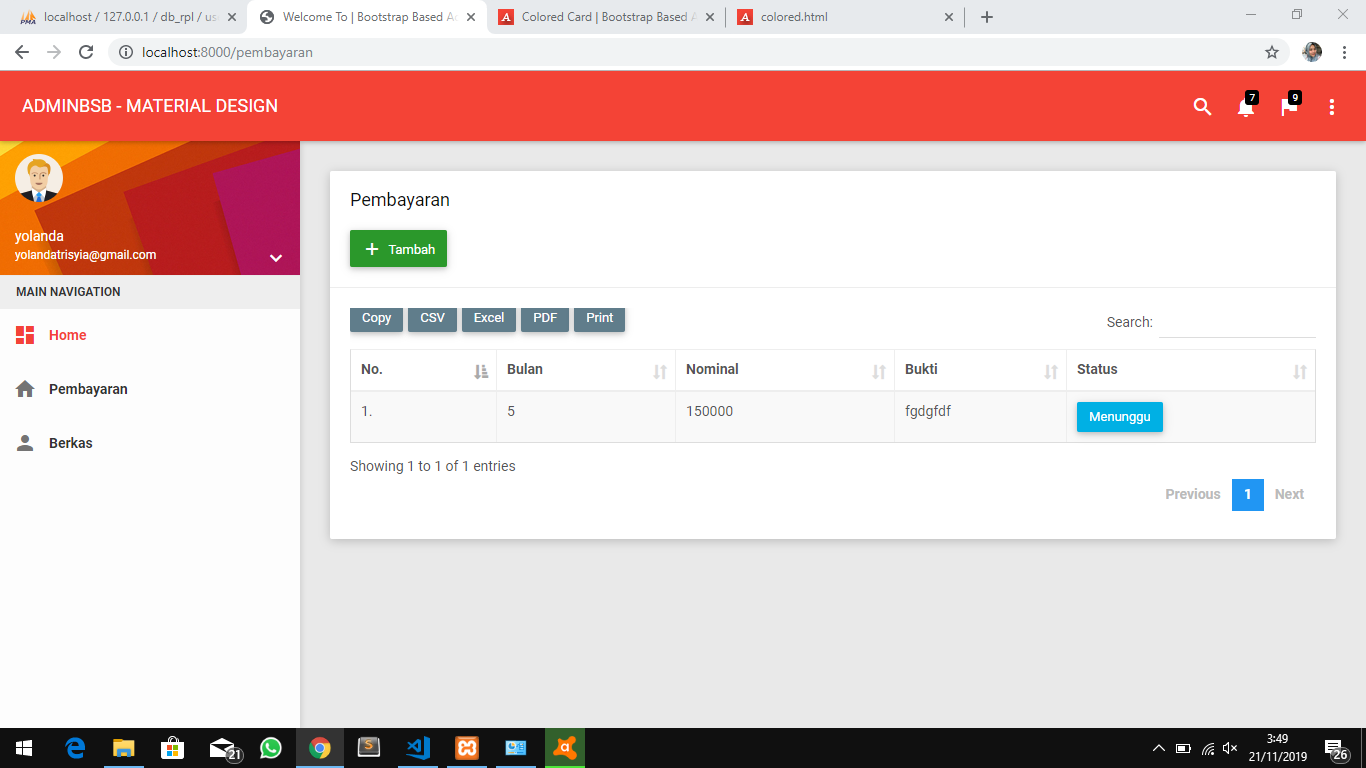 localhost / 127.0.0.1 / db_rpl / us
Welcome To | Bootstrap Based Ad
Colored Card | Bootstrap Based A
colored.html
localhost:8000/pembayaran
ADMINBSB - MATERIAL DESIGN
7
9
yolanda
yolandatrisyia@gmail.com
MAIN NAVIGATION
Home
Pembayaran
Berkas
Pembayaran
+ Tambah
Copy CSV Excel PDF Print
Search:
No. Bulan Nominal Bukti Status
1. 5 150000 fgdgfdf Menunggu
Showing 1 to 1 of 1 entries
Previous 1 Next
21
3:49
21/11/2019
26